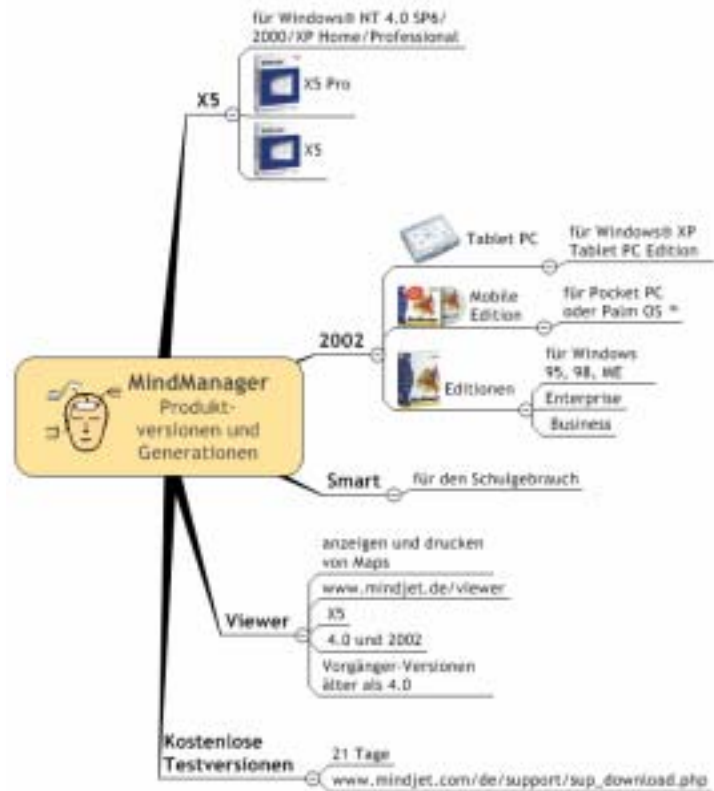 für Windows® NT 4.0 SP6/
2000/XP Home/Professional
X5
X5 Pro
X5
Tablet PC
für Windows® XP
Tablet PC Edition
Mobile
Edition
für Pocket PC
oder Palm OS ®
2002
Editionen
für Windows
95, 98, ME
Enterprise
Business
MindManager
Produkt-
versionen und
Generationen
Smart
für den Schulgebrauch
Viewer
anzeigen und drucken
von Maps
www.mindjet.de/viewer
X5
4.0 und 2002
Vorgänger-Versionen
älter als 4.0
Kostenlose
Testversionen
21 Tage
www.mindjet.com/de/support/sup_download.php